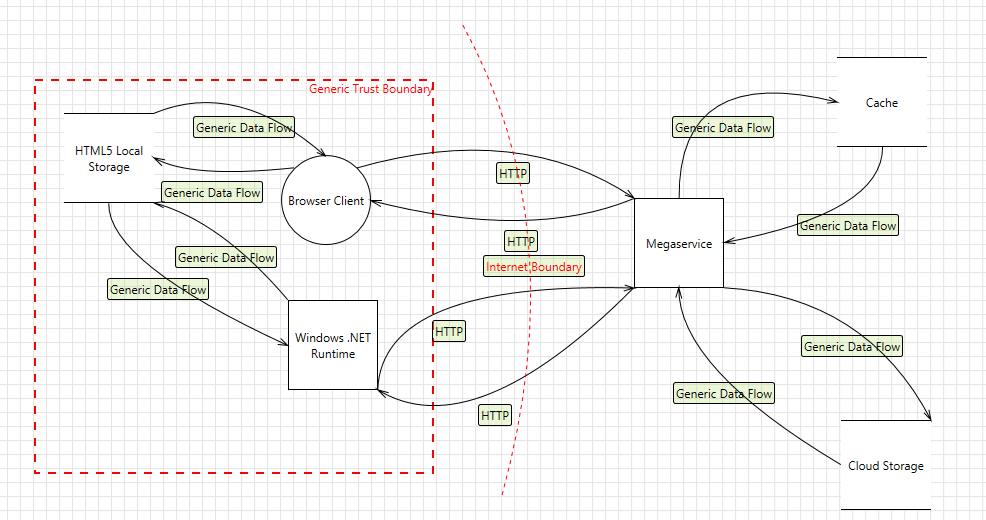 Generic Trust Boundary
Cache
Generic Data Flow
Generic Data Flow
HTML5 Local
Storage
HTTP
Generic Data Flow
Browser Client
Generic Data Flow
HTTP
Megaservice
Generic Data Flow
Internet Boundary
Generic Data Flow
HTTP
Windows .NET
Runtime
Generic Data Flow
Generic Data Flow
HTTP
Cloud Storage